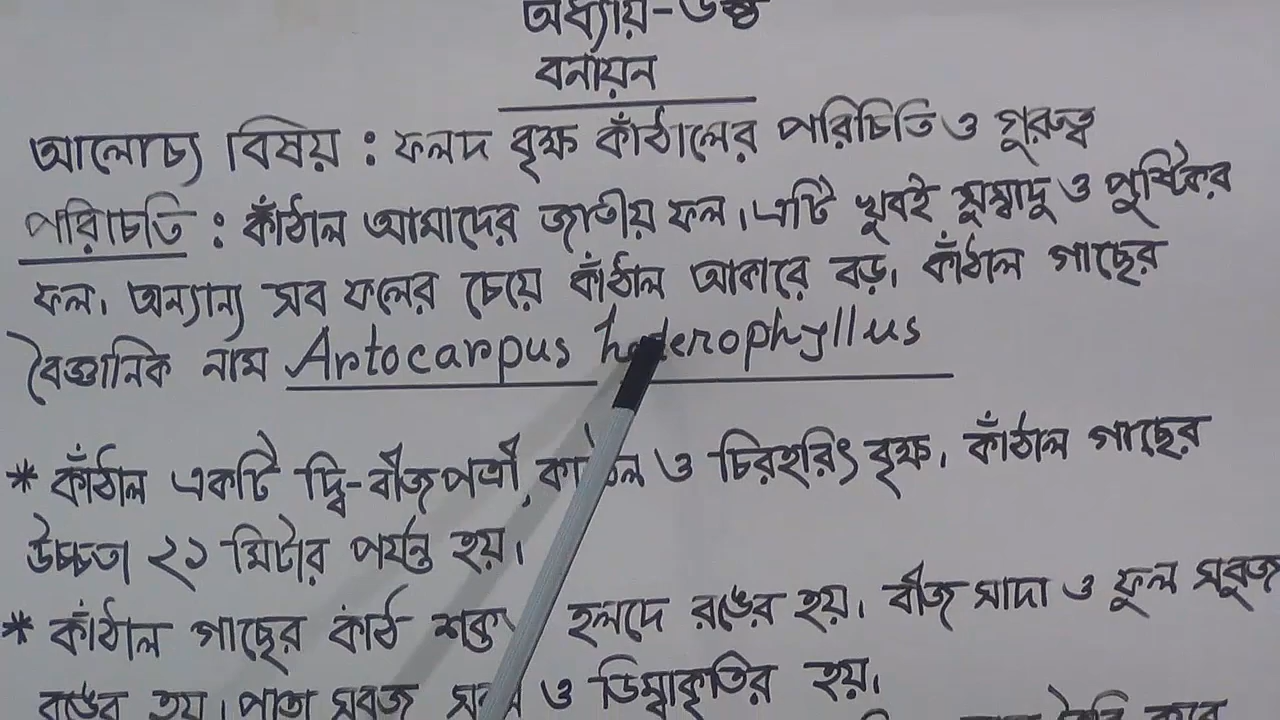 অধ্যায়-ষষ্ঠ
বনায়ন
আলোচ্য বিষয় : ফলদ বৃক্ষ কাঁঠালের পরিচিতি ও গুরুত্ব
পরিচিতি : কাঁঠাল আমাদের জাতীয় ফল। এটি খুবই সুস্বাদু ও পুষ্টিকর
ফল। অন্যান্য সব ফলের চেয়ে কাঁঠাল আকারে বড়। কাঁঠাল গাছের
বৈজ্ঞানিক নাম Artocarpus heterophyllus
* কাঁঠাল একটি দ্বি-বীজপত্রী, ও চিরহরিৎ বৃক্ষ। কাঁঠাল গাছের
উচ্চতা ২১ মিটার পর্যন্ত হয়।
* কাঁঠাল গাছের কাঠ শক্ত হলদে রঙের হয়। বীজ সাদা ও ফুল সবুজ
রঙের হয়। পাতা সবুজ ও ডিম্বাকৃতির হয়।